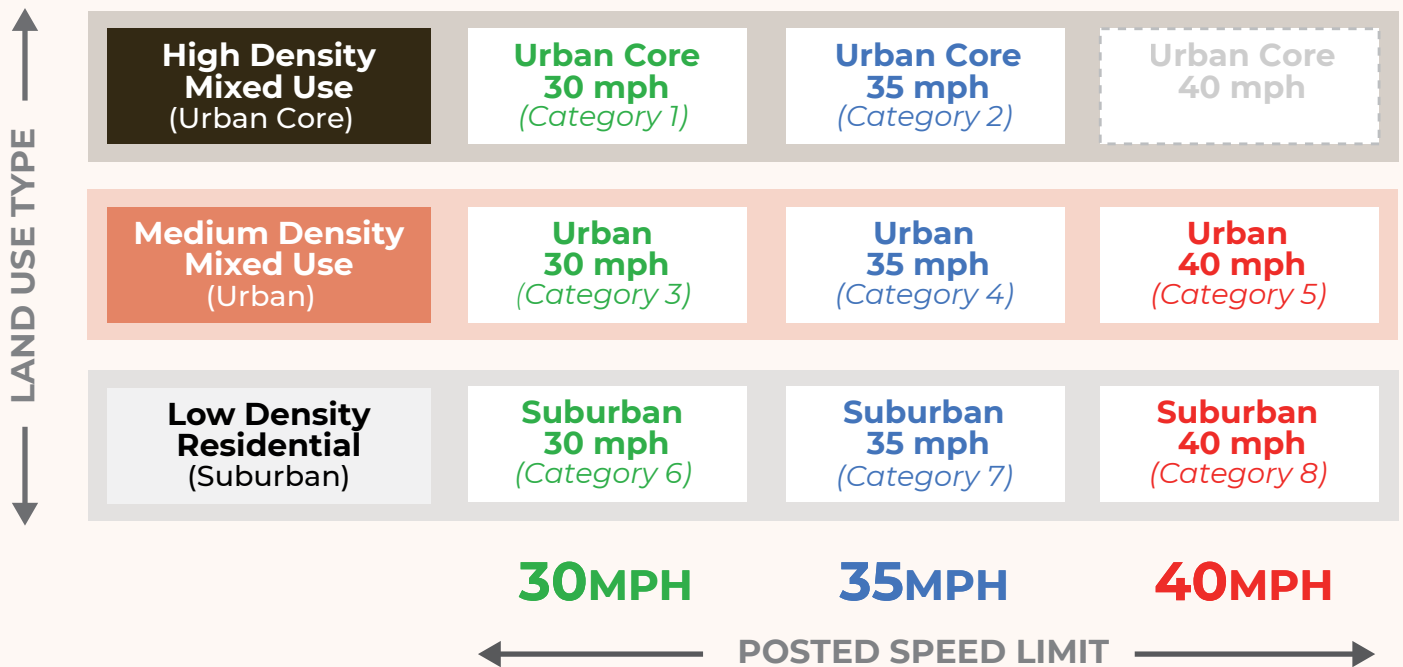 LAND USE TYPE
High Density
Mixed Use
(Urban Core)
Urban Core
30 mph
(Category 1)
Urban Core
35 mph
(Category 2)
Urban Core
40 mph
Medium Density
Mixed Use
(Urban)
Urban
30 mph
(Category 3)
Urban
35 mph
(Category 4)
Urban
40 mph
(Category 5)
Low Density
Residential
(Suburban)
Suburban
30 mph
(Category 6)
Suburban
35 mph
(Category 7)
Suburban
40 mph
(Category 8)
30MPH
35MPH
40MPH
POSTED SPEED LIMIT